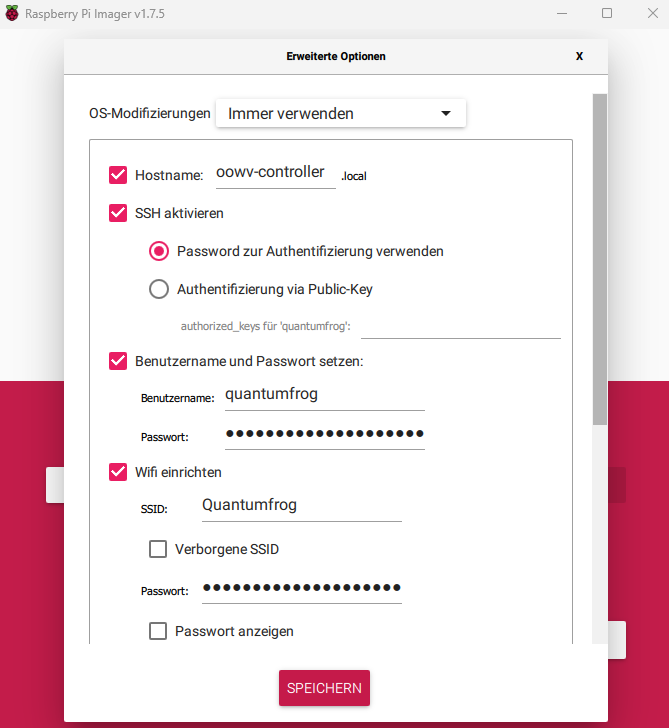 Raspberry Pi Imager v1.7.5
Erweiterte Optionen X
OS-Modifizierungen Immer verwenden
Hostname: oowv-controller .local
SSH aktivieren
Password zur Authentifizierung verwenden
Authentifizierung via Public-Key
authorized_keys für 'quantumfrog':
Benutzername und Passwort setzen:
Benutzername: quantumfrog
Passwort: ●●●●●●●●●●●●●●●●●●●●
Wifi einrichten
SSID: Quantumfrog
Verborgene SSID
Passwort: ●●●●●●●●●●●●●●●●●●●●
Passwort anzeigen
SPEICHERN